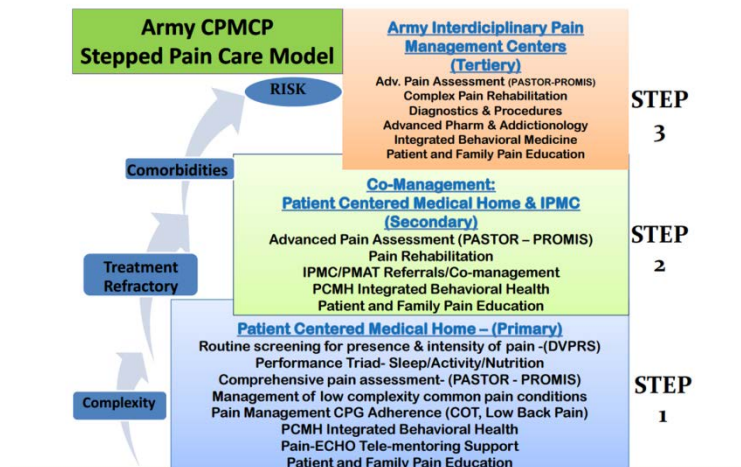 Army CPMCP
Stepped Pain Care Model
RISK
Army Interdiciplinary Pain
Management Centers
(Tertiery)
Adv. Pain Assessment (PASTOR-PROMIS)
Complex Pain Rehabilitation
Diagnostics & Procedures
Advanced Pharm & Addictionology
Integrated Behavioral Medicine
Patient and Family Pain Education
STEP
3
Comorbidities
Co-Management:
Patient Centered Medical Home & IPMC
(Secondary)
Advanced Pain Assessment (PASTOR – PROMIS)
Pain Rehabilitation
IPMC/PMAT Referrals/Co-management
PCMH Integrated Behavioral Health
Patient and Family Pain Education
STEP
2
Treatment
Refractory
Patient Centered Medical Home – (Primary)
Routine screening for presence & intensity of pain -(DVPRS)
Performance Triad- Sleep/Activity/Nutrition
Comprehensive pain assessment- (PASTOR - PROMIS)
Management of low complexity common pain conditions
Pain Management CPG Adherence (COT, Low Back Pain)
PCMH Integrated Behavioral Health
Pain-ECHO Tele-mentoring Support
Patient and Family Pain Education
STEP
1
Complexity